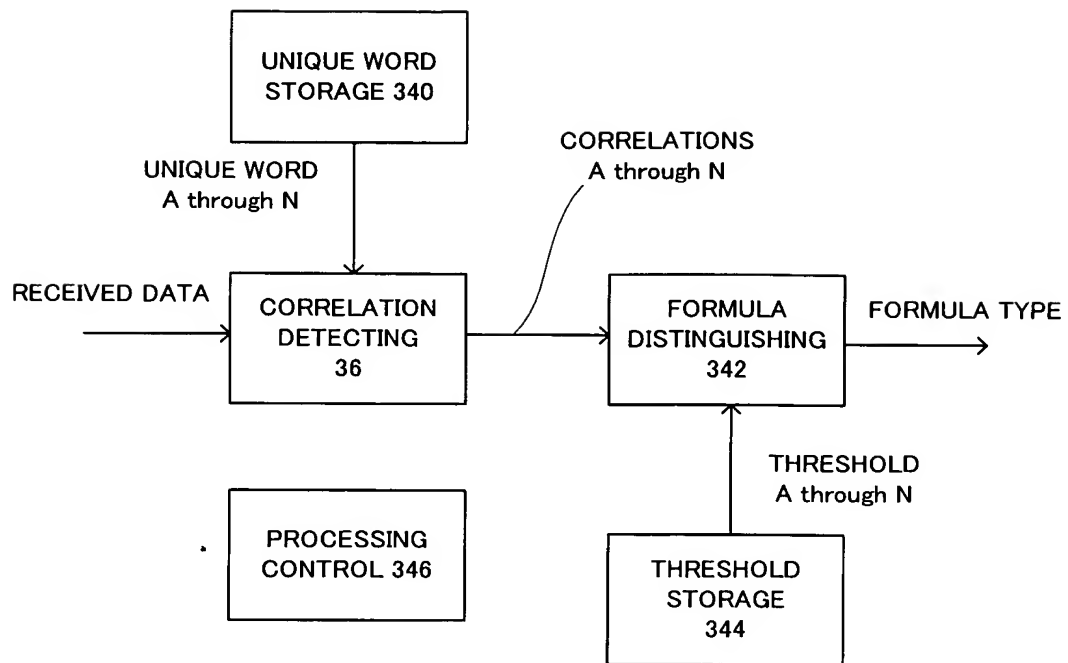 UNIQUE WORD
STORAGE 340
UNIQUE WORD
A through N
CORRELATIONS
A through N
RECEIVED DATA
CORRELATION
DETECTING
36
FORMULA
DISTINGUISHING
342
FORMULA TYPE
THRESHOLD
A through N
PROCESSING
CONTROL 346
THRESHOLD
STORAGE
344